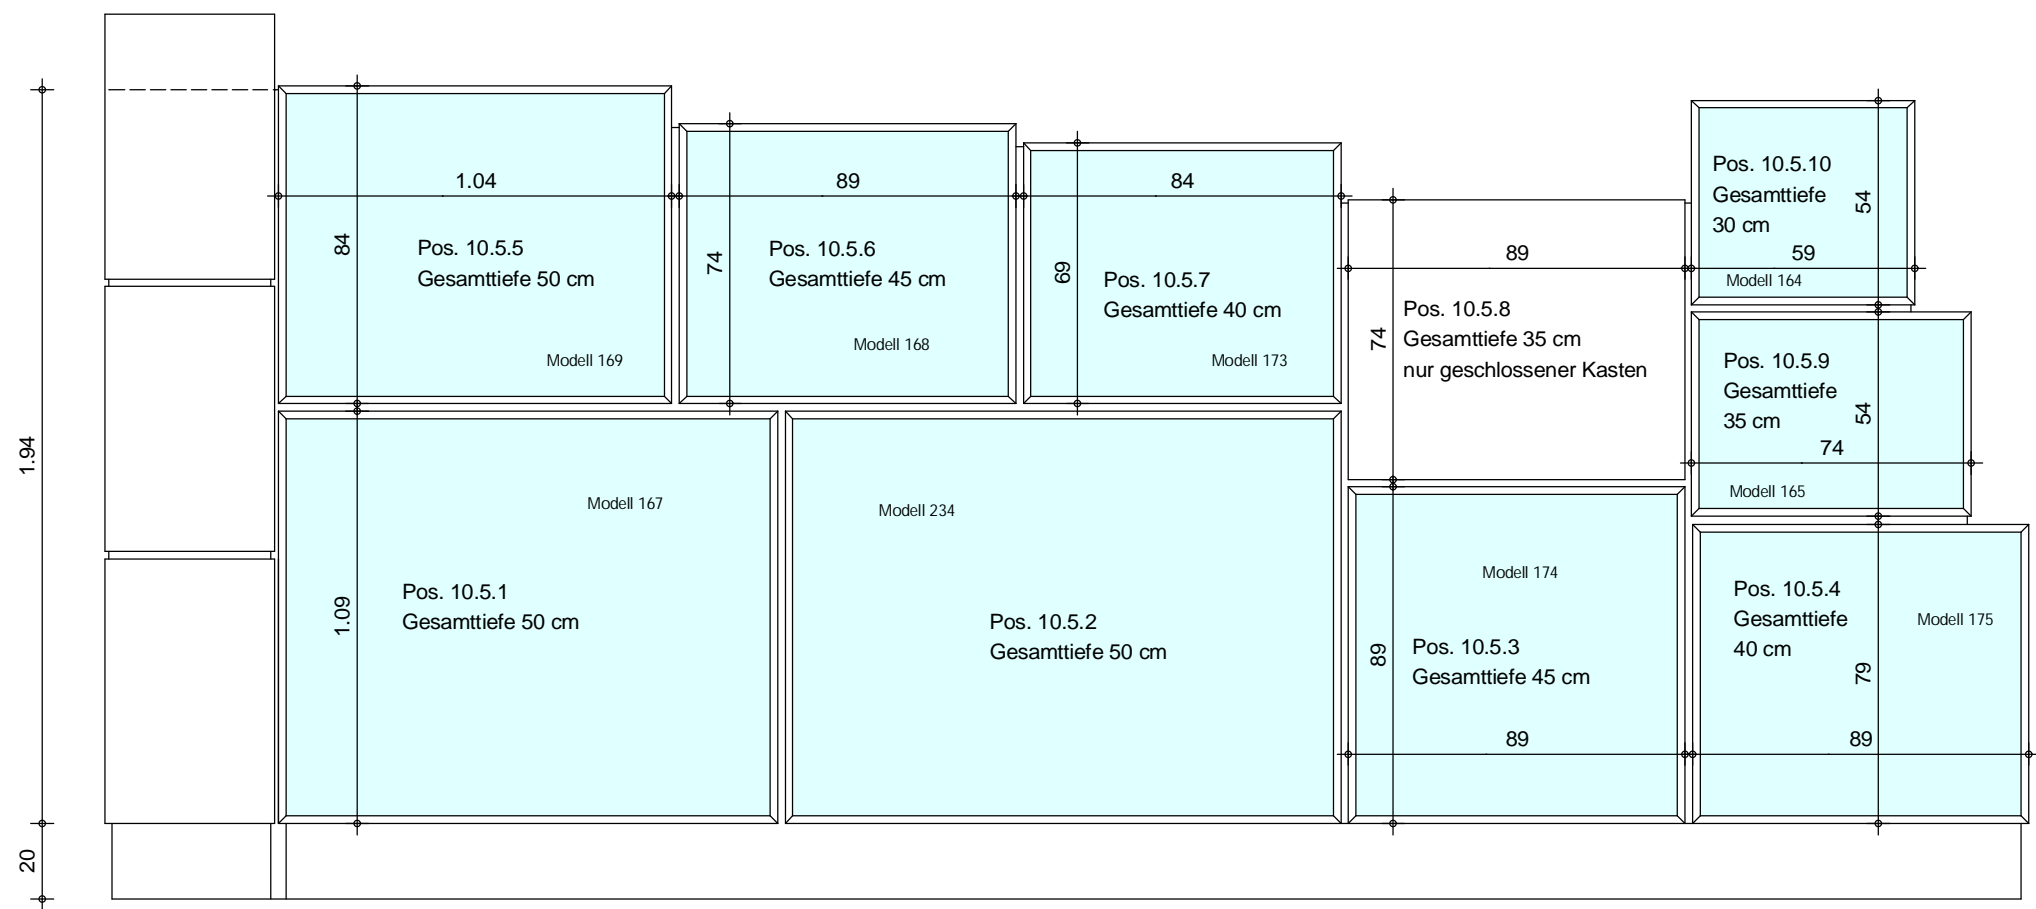 1.94
20
84
1.04
Pos. 10.5.5
Gesamttiefe 50 cm
Modell 169
74
89
Pos. 10.5.6
Gesamttiefe 45 cm
Modell 168
69
84
Pos. 10.5.7
Gesamttiefe 40 cm
Modell 173
89
74
Pos. 10.5.8
Gesamttiefe 35 cm
nur geschlossener Kasten
Pos. 10.5.10
Gesamttiefe
30 cm
54
59
Modell 164
Pos. 10.5.9
Gesamttiefe
35 cm
54
74
Modell 165
1.09
Modell 167
Pos. 10.5.1
Gesamttiefe 50 cm
Modell 234
Pos. 10.5.2
Gesamttiefe 50 cm
Modell 174
89
Pos. 10.5.3
Gesamttiefe 45 cm
89
Pos. 10.5.4
Gesamttiefe
40 cm
Modell 175
79
89